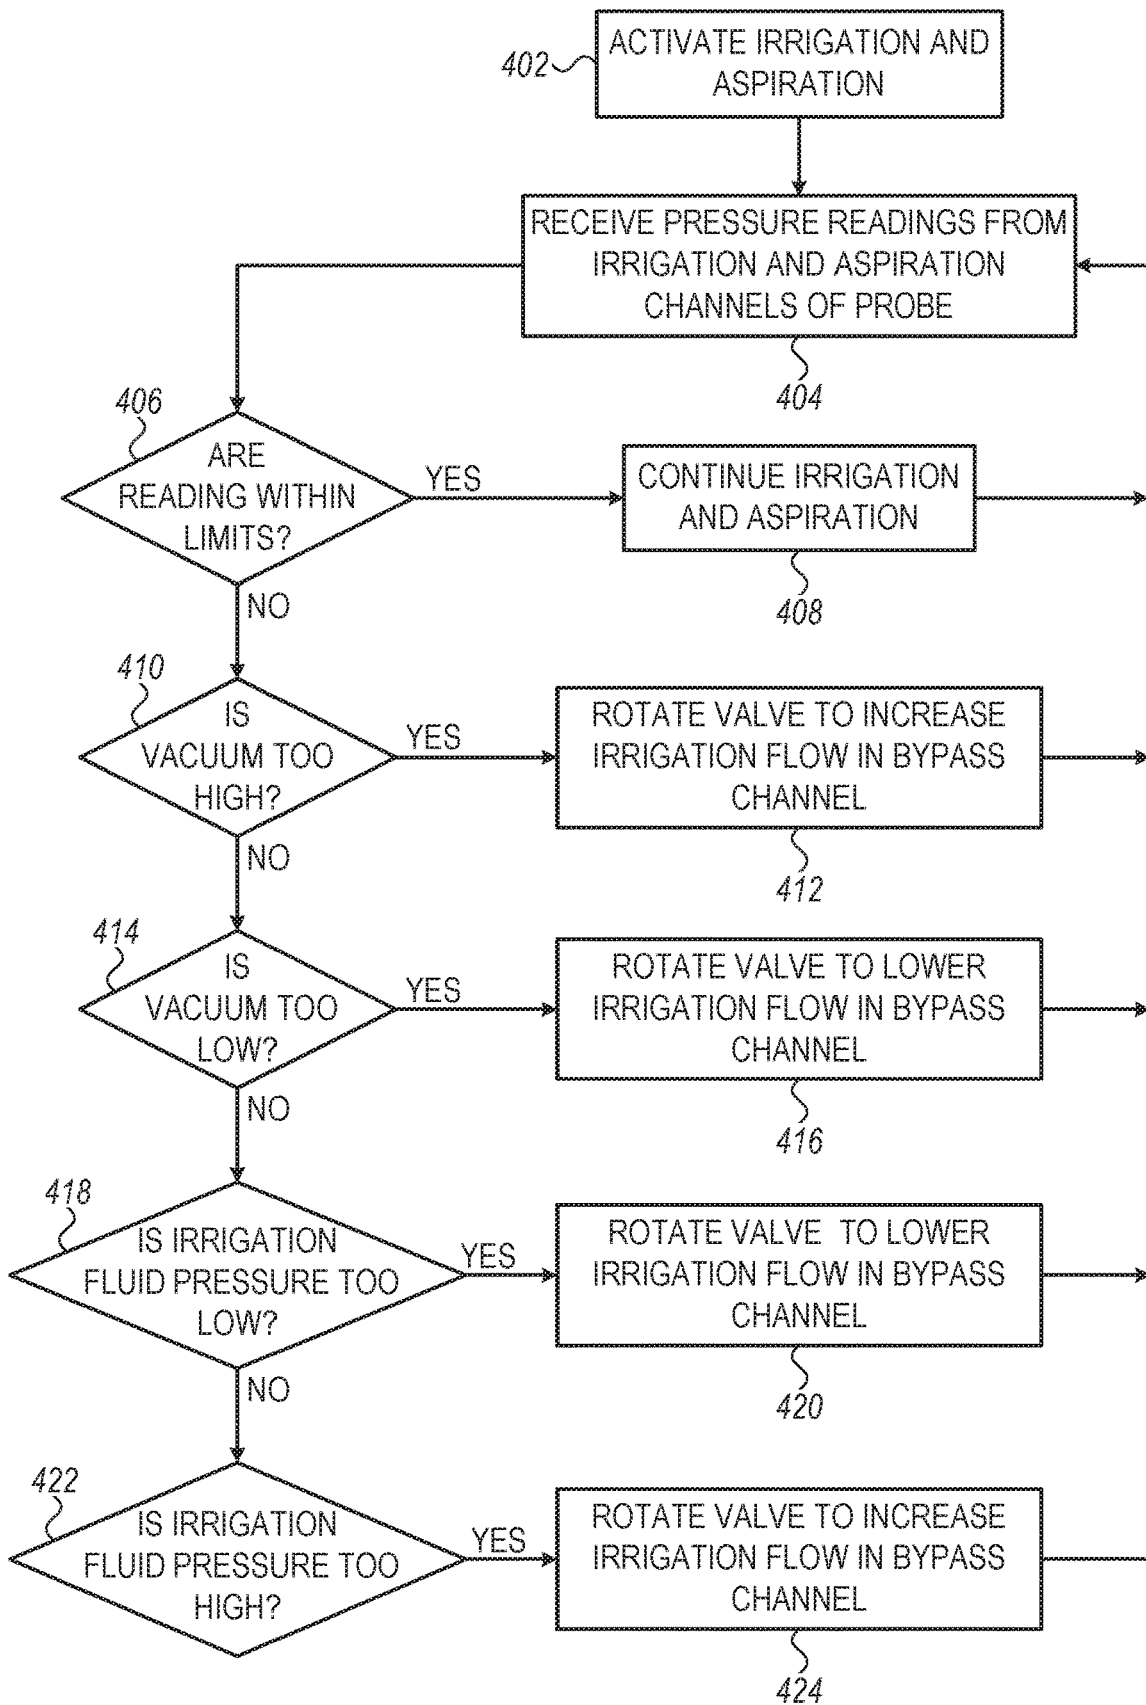 402
ACTIVATE IRRIGATION AND
ASPIRATION
RECEIVE PRESSURE READINGS FROM
IRRIGATION AND ASPIRATION
CHANNELS OF PROBE
404
406
ARE
READING WITHIN
LIMITS?
YES
CONTINUE IRRIGATION
AND ASPIRATION
408
NO
410
IS
VACUUM TOO
HIGH?
YES
ROTATE VALVE TO INCREASE
IRRIGATION FLOW IN BYPASS
CHANNEL
412
NO
414
IS
VACUUM TOO
LOW?
YES
ROTATE VALVE TO LOWER
IRRIGATION FLOW IN BYPASS
CHANNEL
416
NO
418
IS IRRIGATION
FLUID PRESSURE TOO
LOW?
YES
ROTATE VALVE TO LOWER
IRRIGATION FLOW IN BYPASS
CHANNEL
420
NO
422
IS IRRIGATION
FLUID PRESSURE TOO
HIGH?
YES
ROTATE VALVE TO INCREASE
IRRIGATION FLOW IN BYPASS
CHANNEL
424